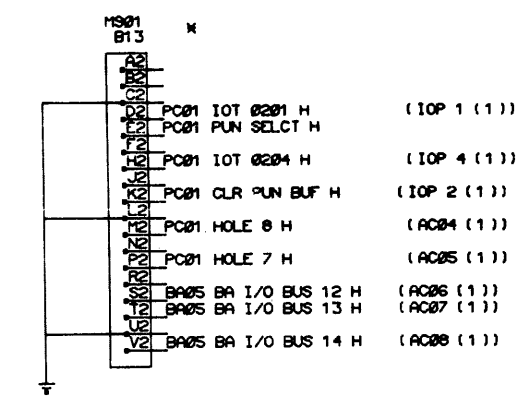 M901 *
B13
A2
B2
C2
D2 PC01 IOT 0201 H (IOP 1 (1))
E2 PC01 PUN SELCT H
F2
H2 PC01 IOT 0204 H (IOP 4 (1))
J2
K2 PC01 CLR PUN BUF H (IOP 2 (1))
L2
M2 PC01 HOLE 8 H (AC04 (1))
N2
P2 PC01 HOLE 7 H (AC05 (1))
R2
S2 BA05 BA I/O BUS 12 H (AC06 (1))
T2 BA05 BA I/O BUS 13 H (AC07 (1))
U2
V2 BA05 BA I/O BUS 14 H (AC08 (1))